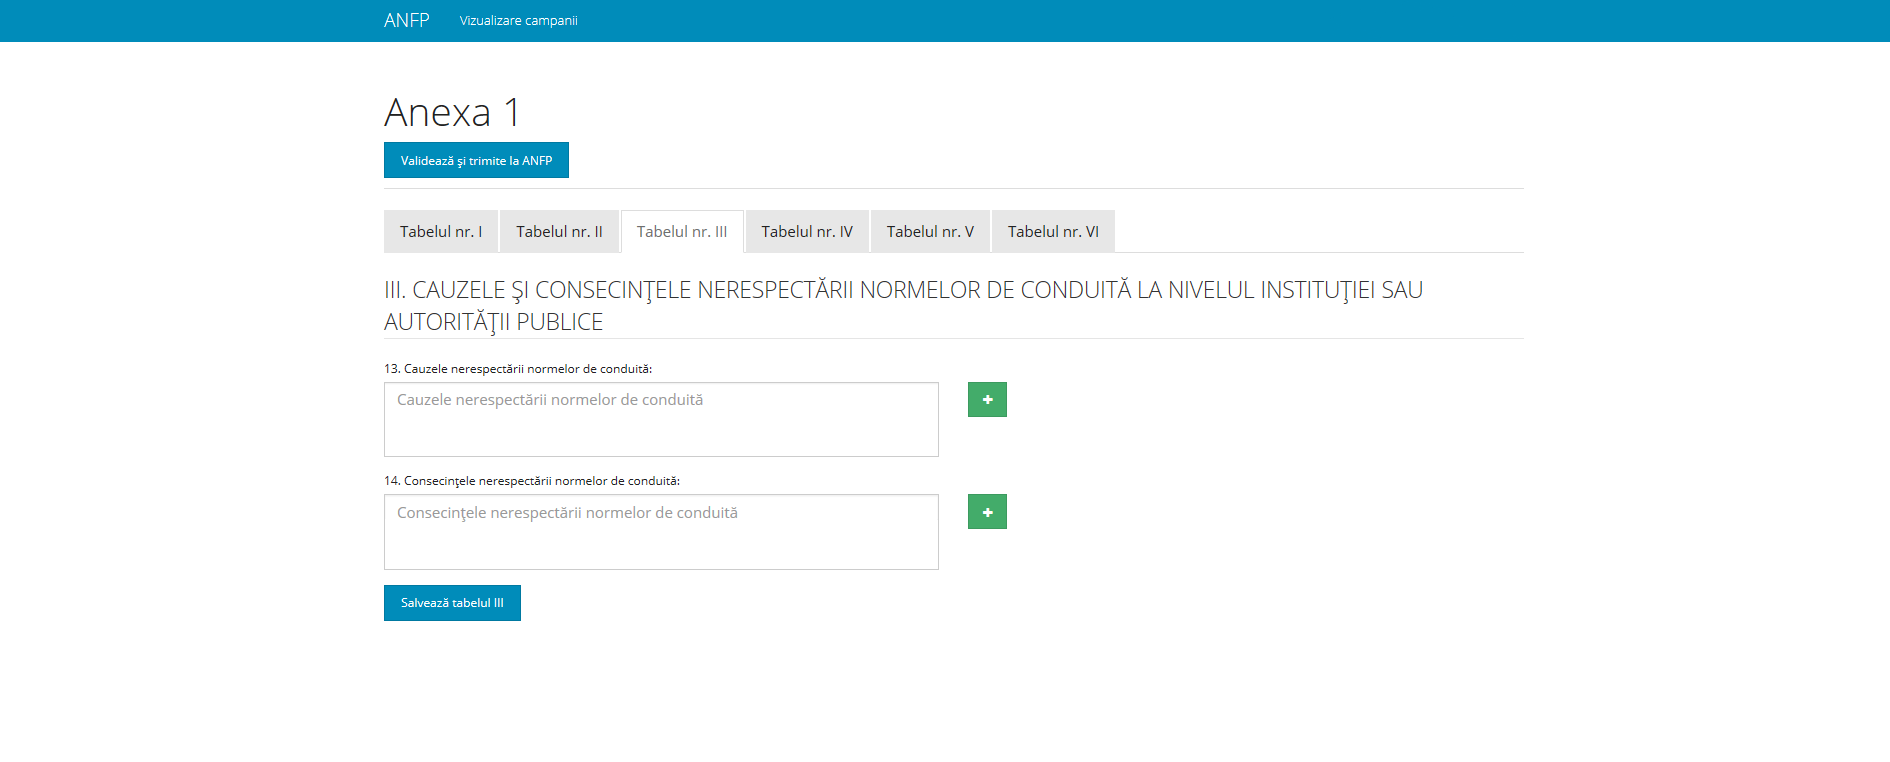 ANFP Vizualizare campanii
Anexa 1
Validează şi trimite la ANFP
Tabelul nr. I Tabelul nr. II Tabelul nr. III Tabelul nr. IV Tabelul nr. V Tabelul nr. VI
III. CAUZELE ŞI CONSECINŢELE NERESPECTĂRII NORMELOR DE CONDUITĂ LA NIVELUL INSTITUŢIEI SAU
AUTORITĂŢII PUBLICE
13. Cauzele nerespectării normelor de conduită:
Cauzele nerespectării normelor de conduită
14. Consecinţele nerespectării normelor de conduită:
Consecinţele nerespectării normelor de conduită
Salvează tabelul III